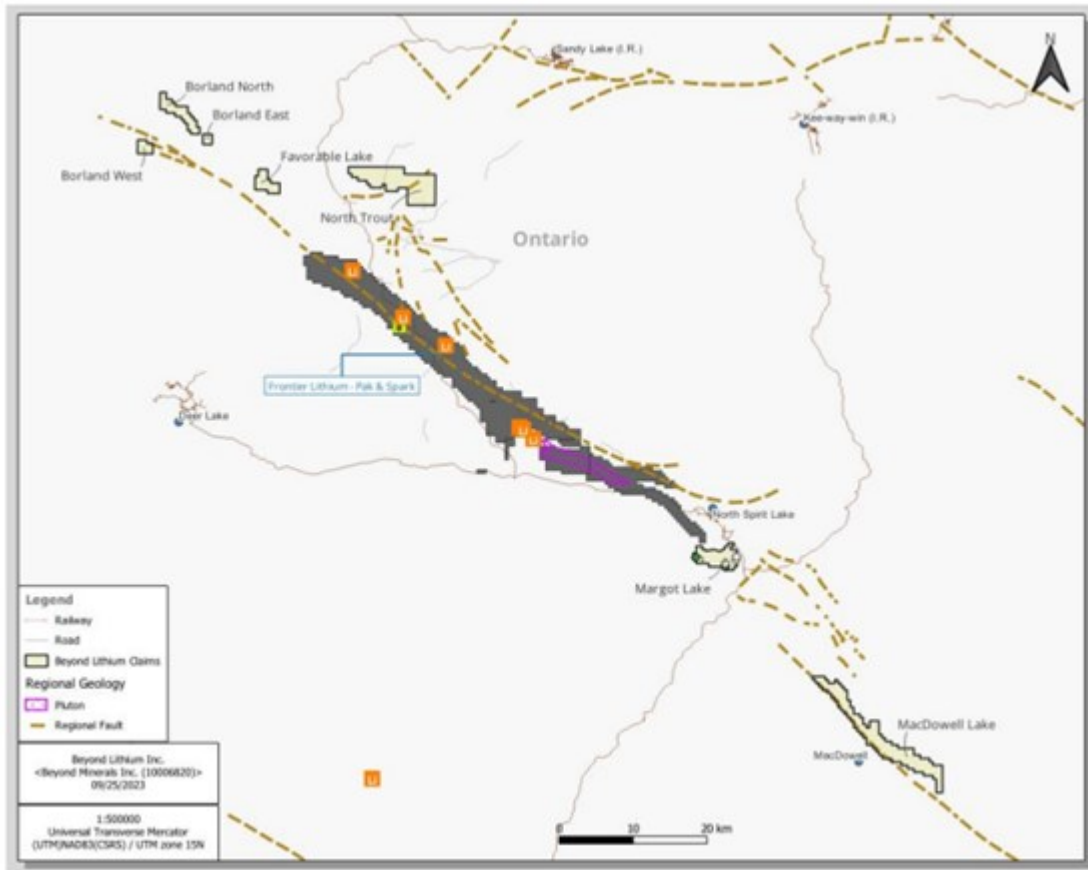 N
Sandy Lake (I.R.)
Borland North
Kee-way-win (I.R.)
Borland East
Favorable Lake
Borland West
North Trout
Ontario
Li
Li
Li
Frontier Lithium - Pak & Spark
Deer Lake
Li
Li
North Spirit Lake
Margot Lake
Legend
Railway
Road
Beyond Lithium Claims
Regional Geology
Pluton
Regional Fault
MacDowell Lake
MacDowell
Beyond Lithium Inc.
<Beyond Minerals Inc. (10006820)>
09/25/2023
Li
1:500000
Universal Transverse Mercator
(UTM)NAD83(CSRS) / UTM zone 15N
0 10 20 km